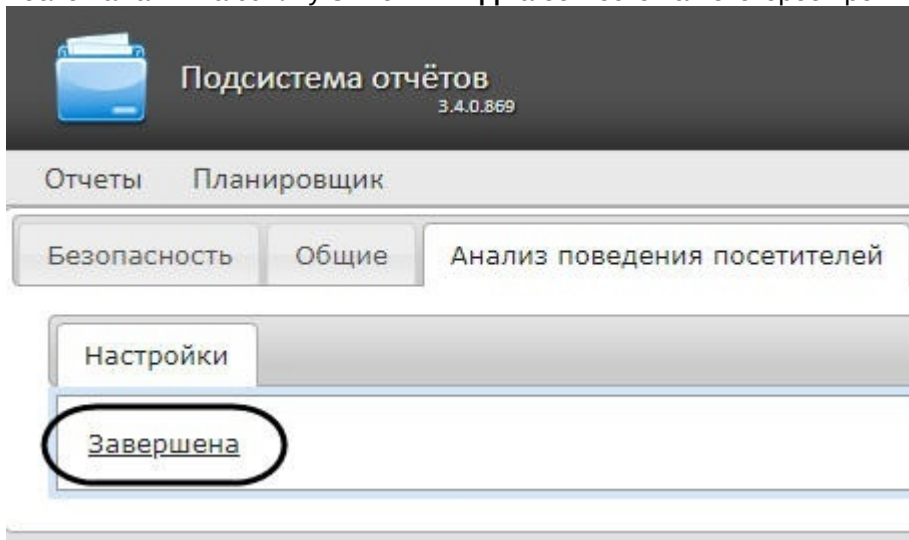 Подсистема отчётов
3.4.0.869
Отчеты Планировщик
Безопасность Общие Анализ поведения посетителей
Настройки
Завершена